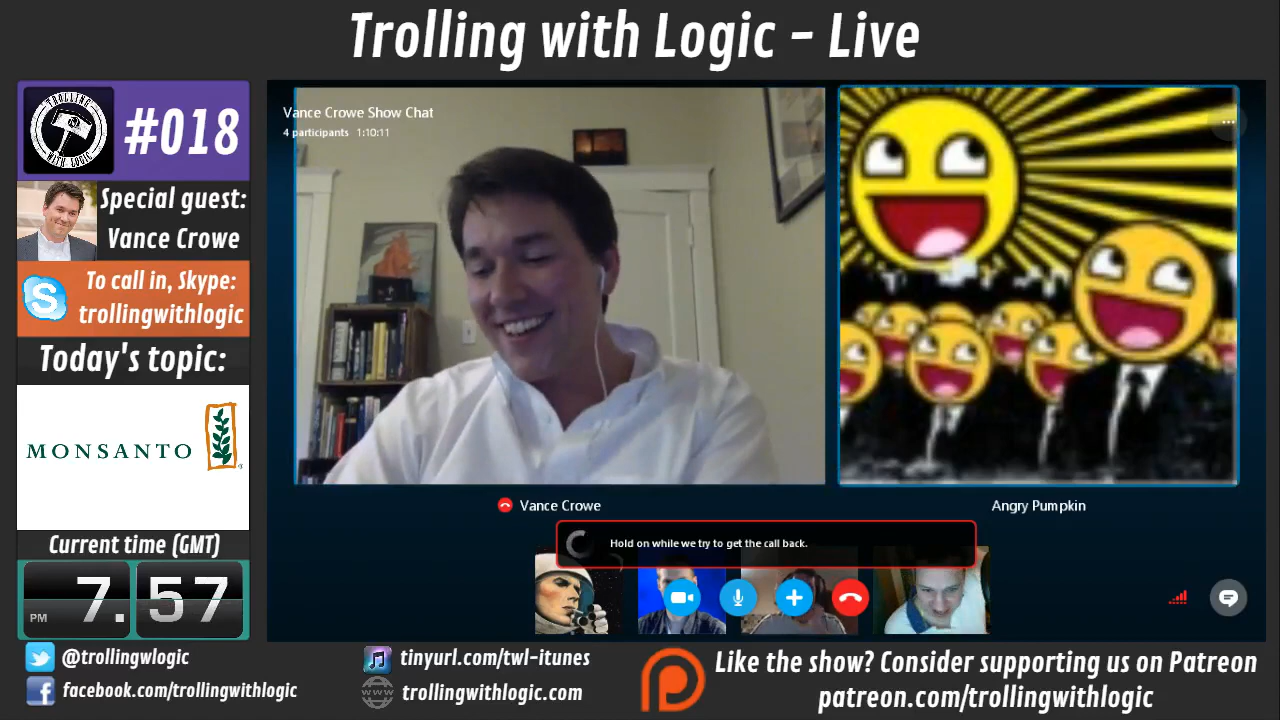 Trolling with Logic - Live
TROLLING
WITH LOGIC
#018
Special guest:
Vance Crowe
To call in, Skype:
trollingwithlogic
Today's topic:
MONSANTO
Current time (GMT)
PM 7. 57
Vance Crowe Show Chat
4 participants 1:10:11
Vance Crowe
Angry Pumpkin
Hold on while we try to get the call back.
@trollingwlogic
facebook.com/trollingwithlogic
tinyurl.com/twl-itunes
trollingwithlogic.com
Like the show? Consider supporting us on Patreon
patreon.com/trollingwithlogic